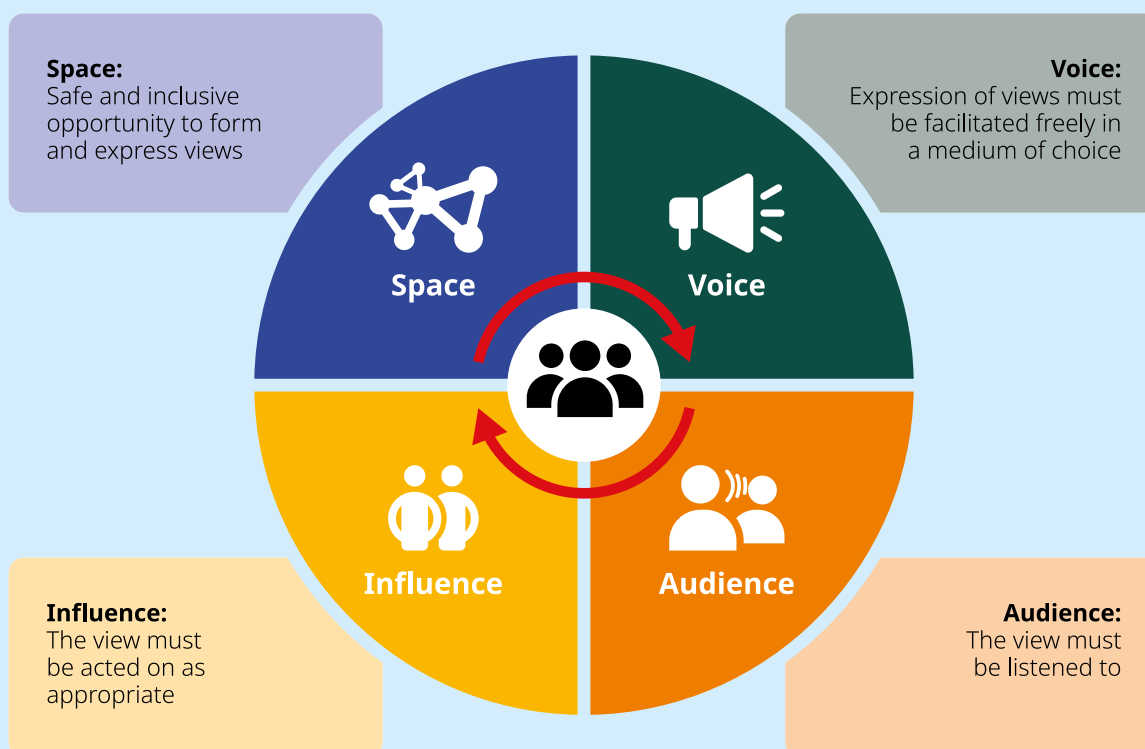 Space:
Safe and inclusive
opportunity to form
and express views
Voice:
Expression of views must
be facilitated freely in
a medium of choice
Space
Voice
Influence
Audience
Influence:
The view must
be acted on as
appropriate
Audience:
The view must
be listened to